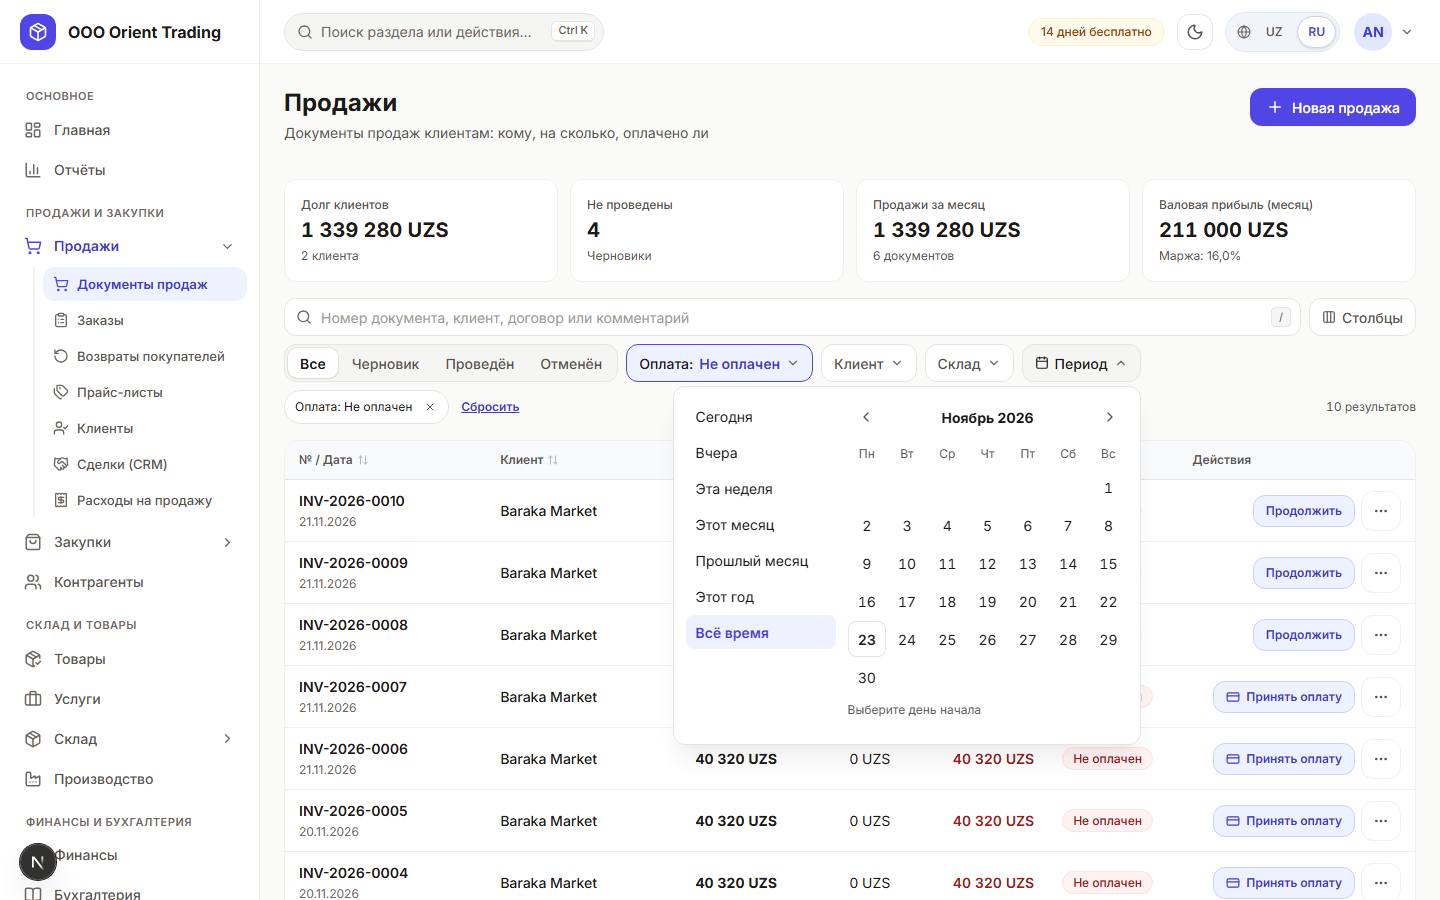 OOO Orient Trading
Поиск раздела или действия...
Ctrl K
14 дней бесплатно
UZ
RU
AN
ОСНОВНОЕ
Главная
Отчёты
ПРОДАЖИ И ЗАКУПКИ
Продажи
Документы продаж
Заказы
Возвраты покупателей
Прайс-листы
Клиенты
Сделки (CRM)
Расходы на продажу
Закупки
Контрагенты
СКЛАД И ТОВАРЫ
Товары
Услуги
Склад
Производство
ФИНАНСЫ И БУХГАЛТЕРИЯ
Финансы
Бухгалтерия
N
Продажи
Документы продаж клиентам: кому, на сколько, оплачено ли
Новая продажа
Долг клиентов
1 339 280 UZS
2 клиента
Не проведены
4
Черновики
Продажи за месяц
1 339 280 UZS
6 документов
Валовая прибыль (месяц)
211 000 UZS
Маржа: 16,0%
Номер документа, клиент, договор или комментарий
/
Столбцы
Все
Черновик
Проведён
Отменён
Оплата: Не оплачен
Клиент
Склад
Период
Оплата: Не оплачен
Сбросить
10 результатов
Сегодня
Вчера
Эта неделя
Этот месяц
Прошлый месяц
Этот год
Всё время
Ноябрь 2026
Пн Вт Ср Чт Пт Сб Вс
1
2 3 4 5 6 7 8
9 10 11 12 13 14 15
16 17 18 19 20 21 22
23 24 25 26 27 28 29
30
Выберите день начала
№ / Дата
Клиент
Действия
INV-2026-0010
21.11.2026
Baraka Market
Продолжить
INV-2026-0009
21.11.2026
Baraka Market
Продолжить
INV-2026-0008
21.11.2026
Baraka Market
Продолжить
INV-2026-0007
21.11.2026
Baraka Market
Принять оплату
INV-2026-0006
21.11.2026
Baraka Market
40 320 UZS
0 UZS
40 320 UZS
Не оплачен
Принять оплату
INV-2026-0005
20.11.2026
Baraka Market
40 320 UZS
0 UZS
40 320 UZS
Не оплачен
Принять оплату
INV-2026-0004
20.11.2026
Baraka Market
40 320 UZS
0 UZS
40 320 UZS
Не оплачен
Принять оплату